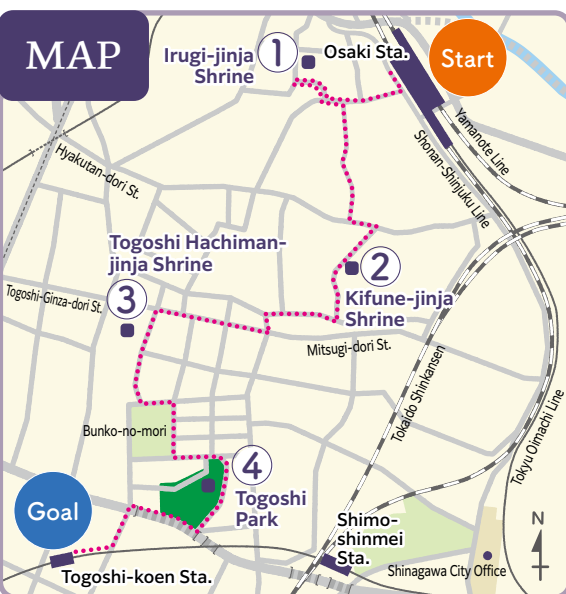 MAP
Irugi-jinja
Shrine
1
Osaki Sta.
Start
Yamanote Line
Shonan-Shinjuku Line
Hyakutan-dori St.
Togoshi Hachiman-
jinja Shrine
3
2
Kifune-jinja
Shrine
Togoshi-Ginza-dori St.
Mitsugi-dori St.
Tokaido Shinkansen
Tokyu Oimachi Line
Bunko-no-mori
4
Togoshi
Park
Goal
Togoshi-koen Sta.
Shimo-
shinmei
Sta.
Shinagawa City Office
N